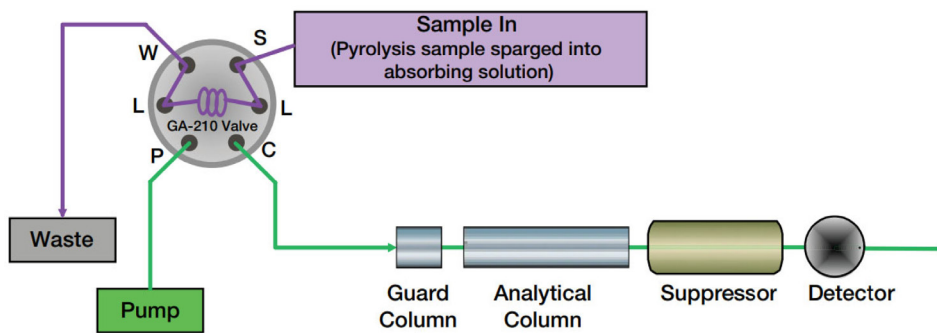 Sample In
(Pyrolysis sample sparged into
absorbing solution)
W
S
L
L
GA-210 Valve
P
C
Waste
Pump
Guard
Column
Analytical
Column
Suppressor
Detector